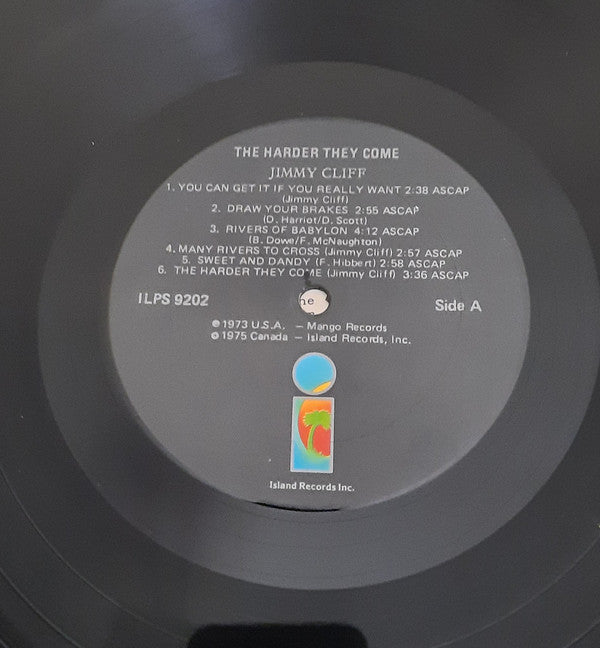 THE HARDER THEY COME
JIMMY CLIFF
1. YOU CAN GET IT IF YOU REALLY WANT 2:38 ASCAP
(Jimmy Cliff)
2. DRAW YOUR BRAKES 2:55 ASCAP
(D. Harriot/D. Scott)
3. RIVERS OF BABYLON 4:12 ASCAP
(B. Dowe/F. McNaughton)
4. MANY RIVERS TO CROSS (Jimmy Cliff) 2:57 ASCAP
5. SWEET AND DANDY (F. Hibbert) 2:58 ASCAP
6. THE HARDER THEY COME (Jimmy Cliff) 3:36 ASCAP
ILPS 9202
Side A
℗ 1973 U.S.A. — Mango Records
℗ 1975 Canada — Island Records, Inc.
Island Records Inc.